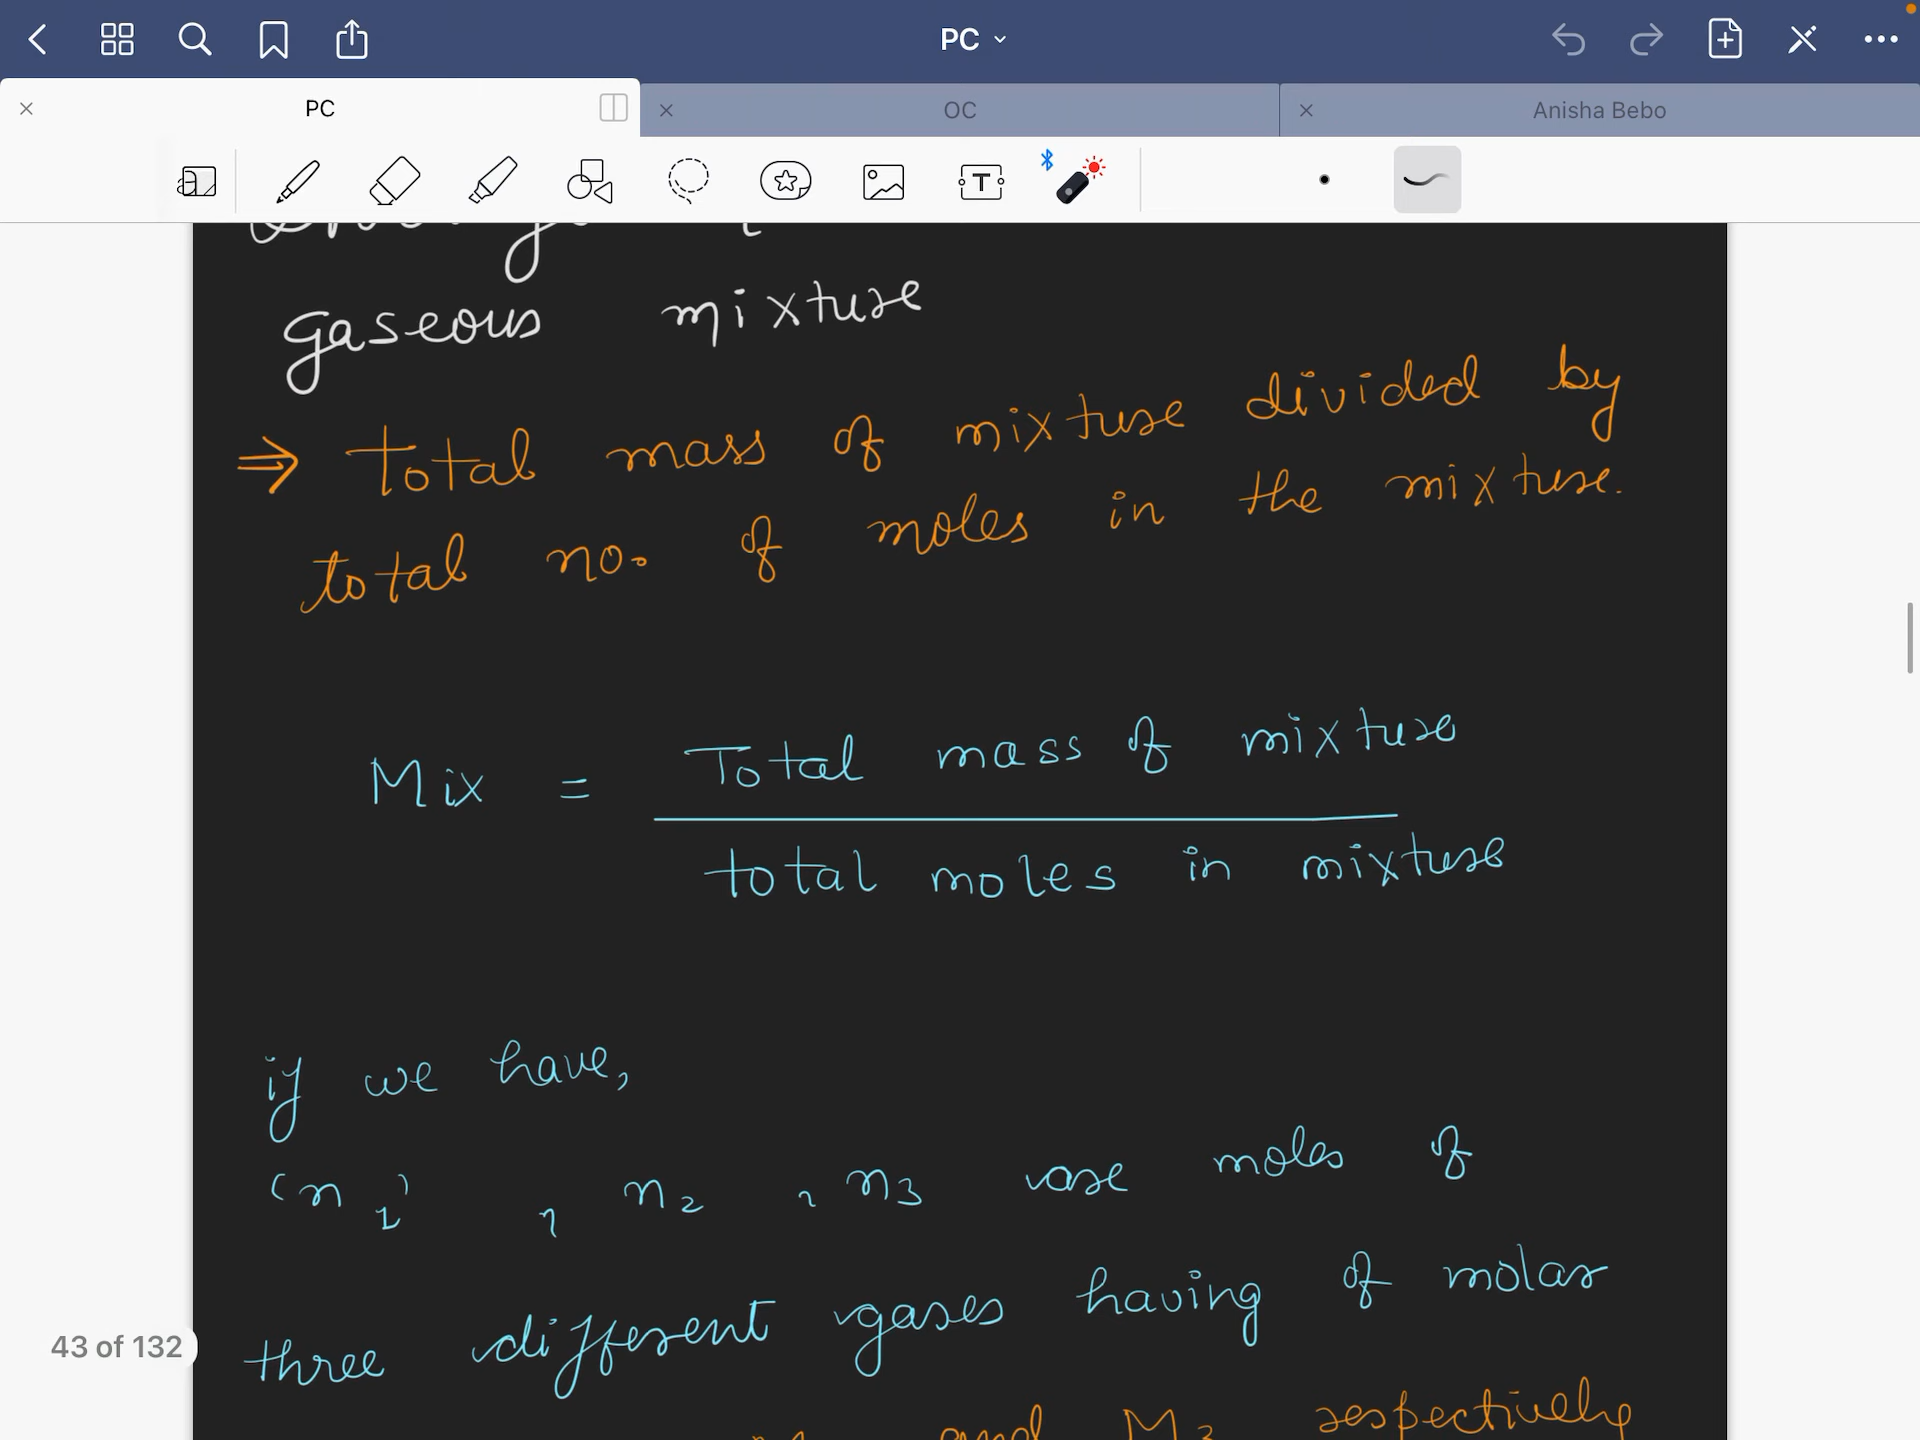 PC
PC
OC
Anisha Bebo
T
gaseous mixture
⇒ Total mass of mixture divided by
total no. of moles in the mixture.
Mix = Total mass of mixture
total moles in mixture
if we have,
(n1) , n2 , n3 are moles of
three different gases having of molar
43 of 132
and M3 respectively